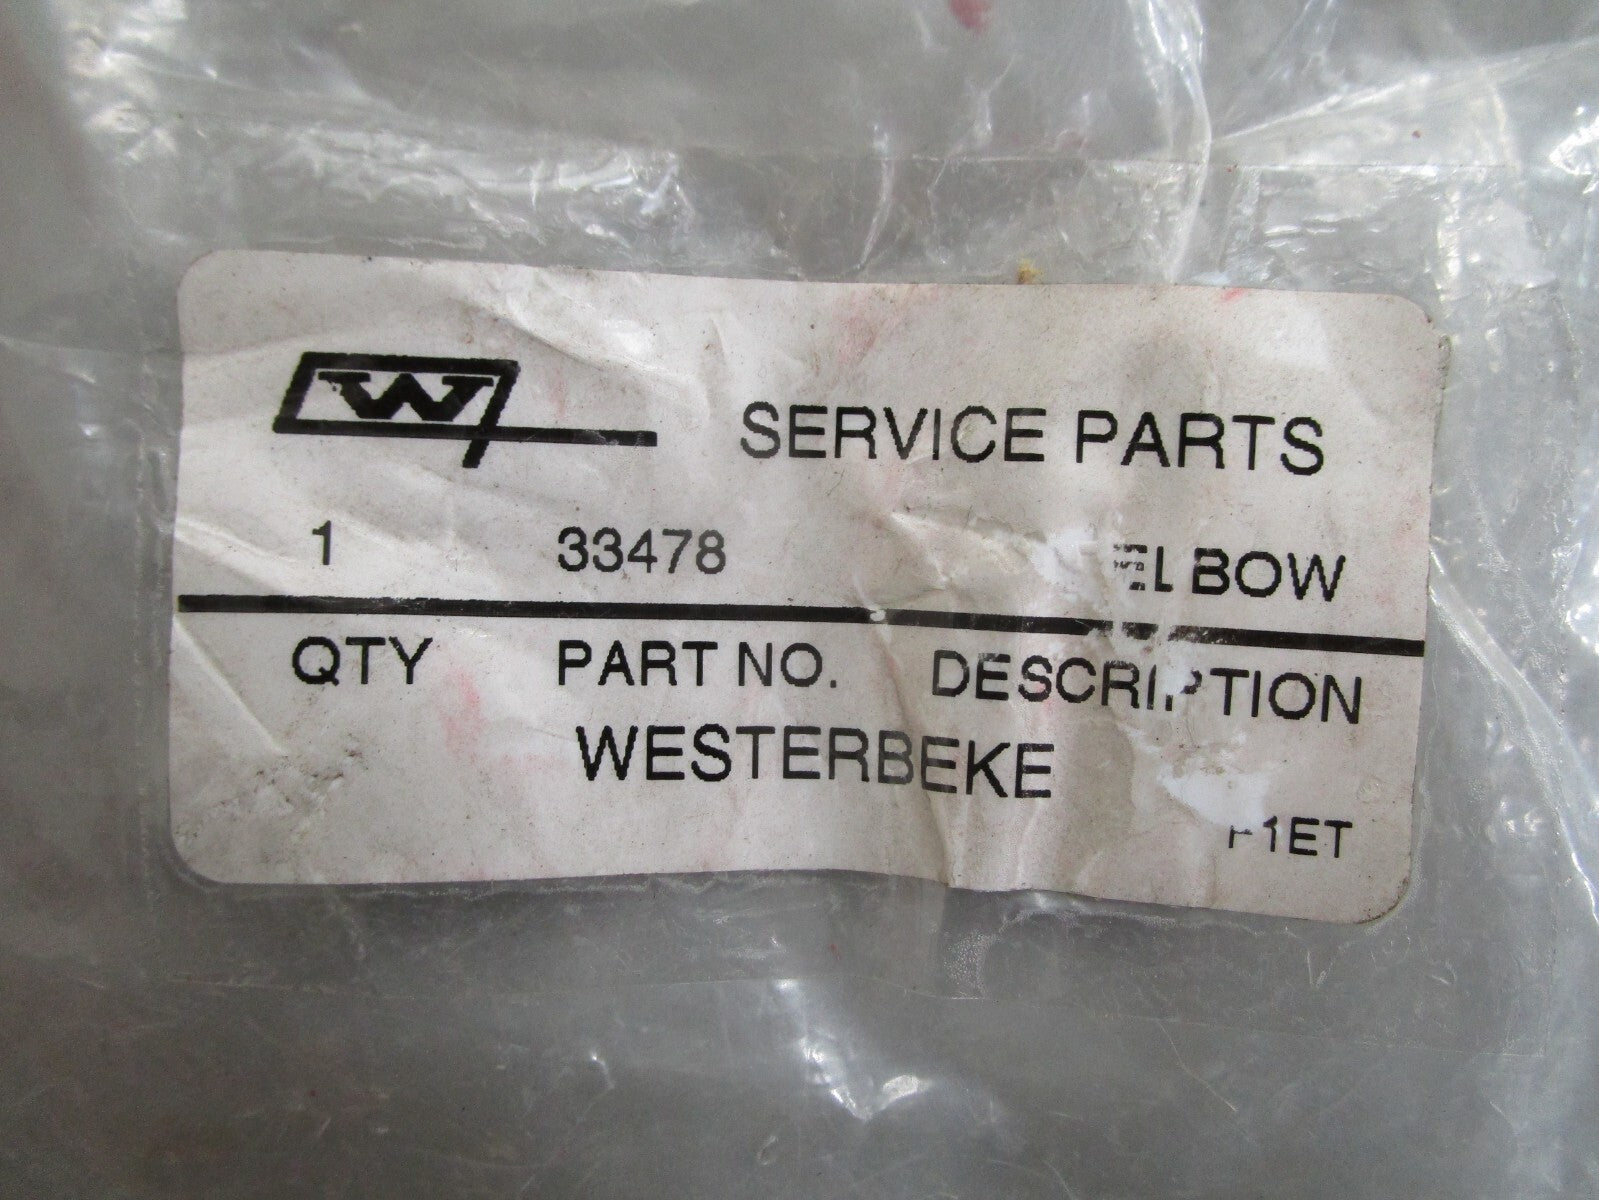 W SERVICE PARTS
1 33478 ELBOW
QTY PART NO. DESCRIPTION
WESTERBEKE